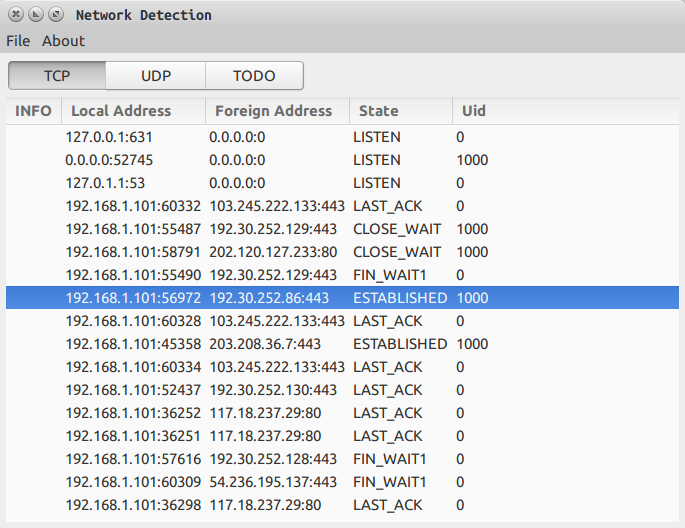 Network Detection
File About
TCP UDP TODO
INFO Local Address Foreign Address State Uid
127.0.0.1:631 0.0.0.0:0 LISTEN 0
0.0.0.0:52745 0.0.0.0:0 LISTEN 1000
127.0.1.1:53 0.0.0.0:0 LISTEN 0
192.168.1.101:60332 103.245.222.133:443 LAST_ACK 0
192.168.1.101:55487 192.30.252.129:443 CLOSE_WAIT 1000
192.168.1.101:58791 202.120.127.233:80 CLOSE_WAIT 1000
192.168.1.101:55490 192.30.252.129:443 FIN_WAIT1 0
192.168.1.101:56972 192.30.252.86:443 ESTABLISHED 1000
192.168.1.101:60328 103.245.222.133:443 LAST_ACK 0
192.168.1.101:45358 203.208.36.7:443 ESTABLISHED 1000
192.168.1.101:60334 103.245.222.133:443 LAST_ACK 0
192.168.1.101:52437 192.30.252.130:443 LAST_ACK 0
192.168.1.101:36252 117.18.237.29:80 LAST_ACK 0
192.168.1.101:36251 117.18.237.29:80 LAST_ACK 0
192.168.1.101:57616 192.30.252.128:443 FIN_WAIT1 0
192.168.1.101:60309 54.236.195.137:443 FIN_WAIT1 0
192.168.1.101:36298 117.18.237.29:80 LAST_ACK 0